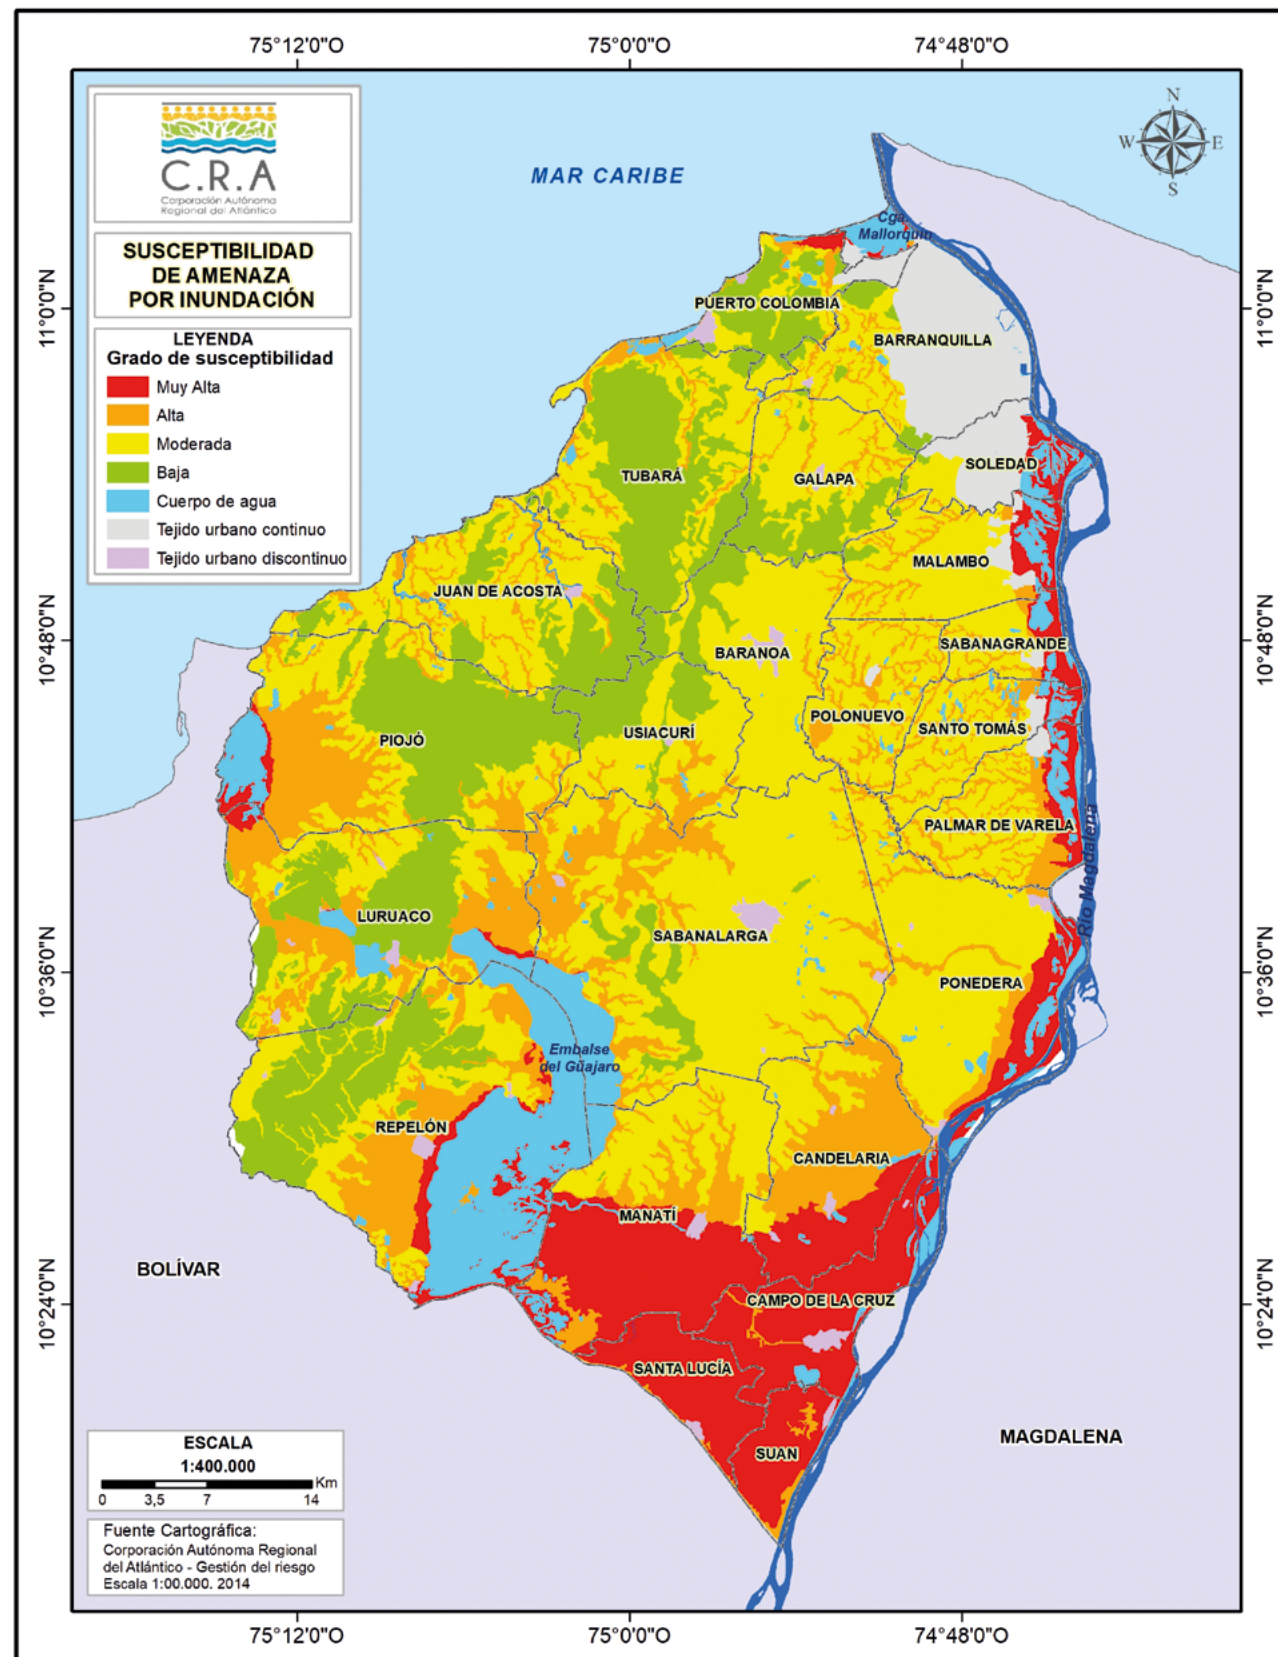 75°12'0"O
75°0'0"O
74°48'0"O
C.R.A
Corporación Autónoma
Regional del Atlántico
SUSCEPTIBILIDAD
DE AMENAZA
POR INUNDACIÓN
LEYENDA
Grado de susceptibilidad
Muy Alta
Alta
Moderada
Baja
Cuerpo de agua
Tejido urbano continuo
Tejido urbano discontinuo
N
W
E
S
MAR CARIBE
Cga.
Mallorquín
11°0'0"N
11°0'0"N
PUERTO COLOMBIA
BARRANQUILLA
SOLEDAD
TUBARÁ
GALAPA
MALAMBO
JUAN DE ACOSTA
10°48'0"N
10°48'0"N
SABANAGRANDE
BARANOA
POLONUEVO
SANTO TOMÁS
USIACURÍ
PIOJÓ
PALMAR DE VARELA
Río Magdalena
LURUACO
SABANALARGA
10°36'0"N
10°36'0"N
PONEDERA
Embalse
del Güajaro
REPELÓN
CANDELARIA
MANATÍ
BOLÍVAR
10°24'0"N
10°24'0"N
CAMPO DE LA CRUZ
SANTA LUCÍA
SUAN
MAGDALENA
ESCALA
1:400.000
Km
0 3,5 7 14
Fuente Cartográfica:
Corporación Autónoma Regional
del Atlántico - Gestión del riesgo
Escala 1:00.000. 2014
75°12'0"O
75°0'0"O
74°48'0"O